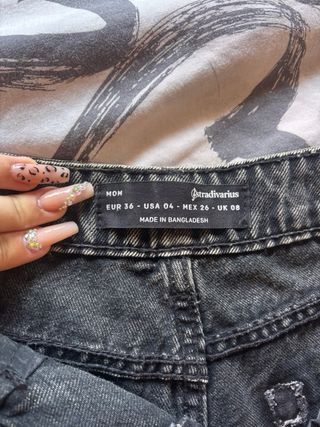 MOM stradivarius
EUR 36 - USA 04 - MEX 26 - UK 08
MADE IN BANGLADESH